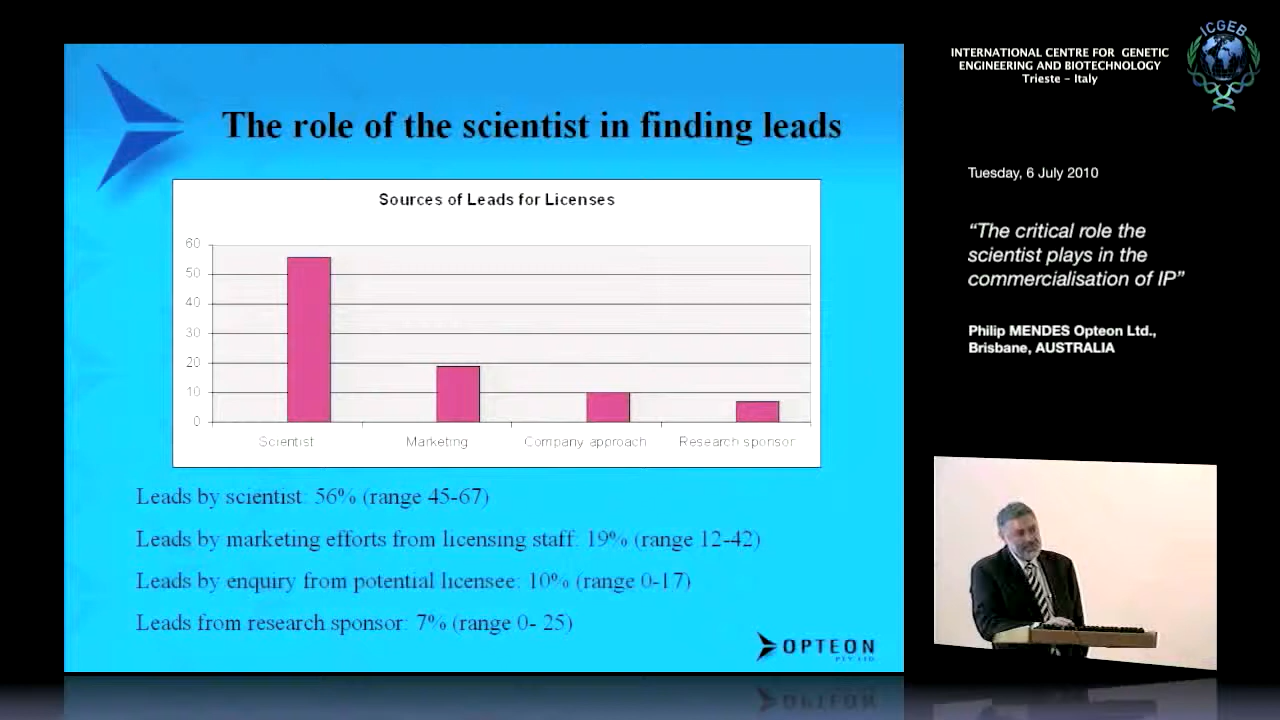 The role of the scientist in finding leads
Sources of Leads for Licenses
60
50
40
30
20
10
0
Scientist
Marketing
Company approach
Research sponsor
Leads by scientist: 56% (range 45-67)
Leads by marketing efforts from licensing staff: 19% (range 12-42)
Leads by enquiry from potential licensee: 10% (range 0-17)
Leads from research sponsor: 7% (range 0- 25)
OPTEON
PTY LTD
INTERNATIONAL CENTRE FOR GENETIC
ENGINEERING AND BIOTECHNOLOGY
Trieste – Italy
ICGEB
Tuesday, 6 July 2010
“The critical role the
scientist plays in the
commercialisation of IP”
Philip MENDES Opteon Ltd.,
Brisbane, AUSTRALIA